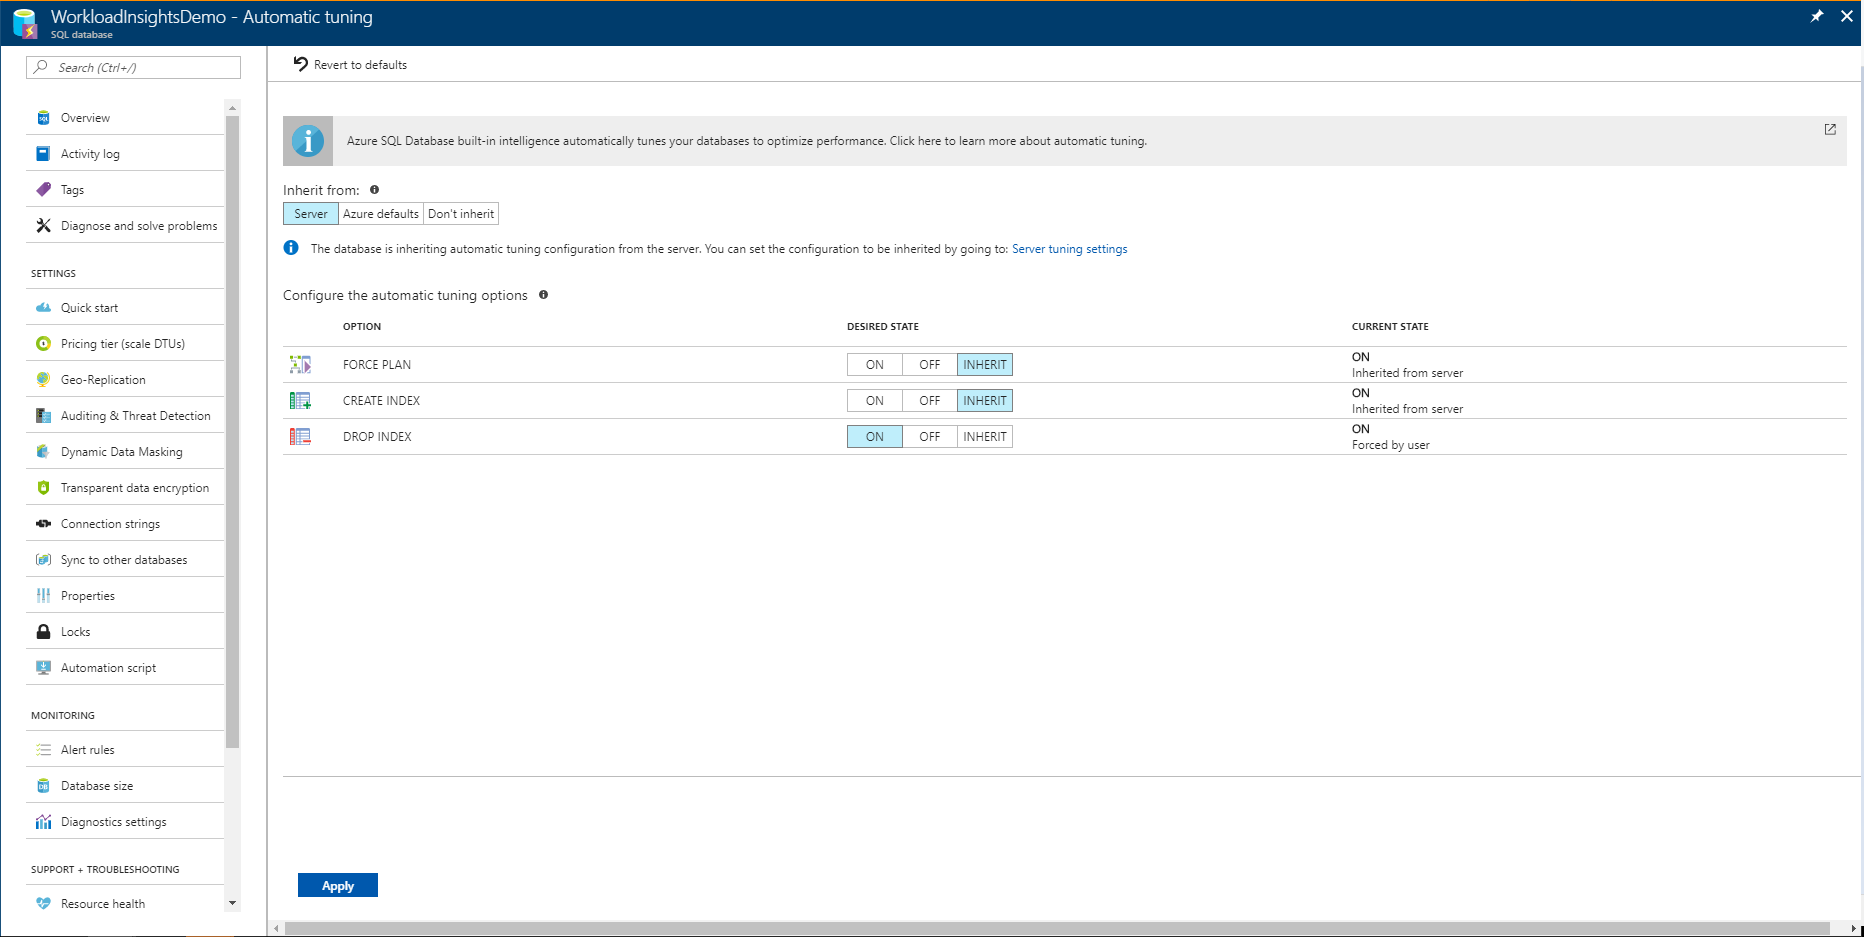 WorkloadInsightsDemo - Automatic tuning
SQL database
Search (Ctrl+/)
Overview
Activity log
Tags
Diagnose and solve problems
SETTINGS
Quick start
Pricing tier (scale DTUs)
Geo-Replication
Auditing & Threat Detection
Dynamic Data Masking
Transparent data encryption
Connection strings
Sync to other databases
Properties
Locks
Automation script
MONITORING
Alert rules
Database size
Diagnostics settings
SUPPORT + TROUBLESHOOTING
Resource health
Revert to defaults
Azure SQL Database built-in intelligence automatically tunes your databases to optimize performance. Click here to learn more about automatic tuning.
Inherit from:
Server Azure defaults Don't inherit
The database is inheriting automatic tuning configuration from the server. You can set the configuration to be inherited by going to: Server tuning settings
Configure the automatic tuning options
OPTION DESIRED STATE CURRENT STATE
FORCE PLAN ON OFF INHERIT ON
Inherited from server
CREATE INDEX ON OFF INHERIT ON
Inherited from server
DROP INDEX ON OFF INHERIT ON
Forced by user
Apply